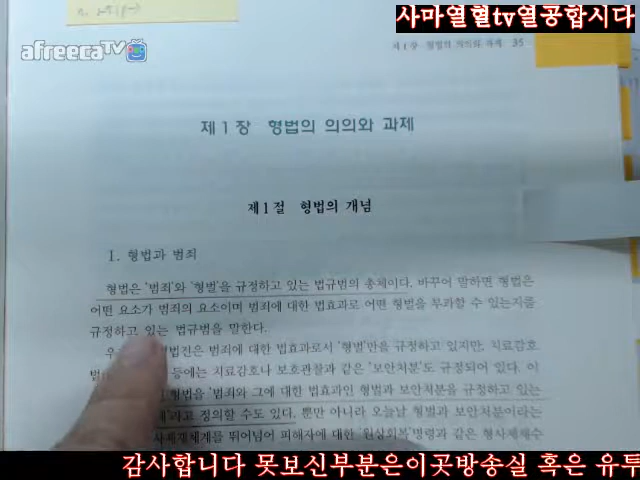 사마열혈tv열공합시다
afreecaTV
제1장 형법의 의의와 과제 35
제1장 형법의 의의와 과제
제1절 형법의 개념
I. 형법과 범죄
형법은 '범죄'와 '형벌'을 규정하고 있는 법규범의 총체이다. 바꾸어 말하면 형법은
어떤 요소가 범죄의 요소이며 범죄에 대한 법효과로 어떤 형벌을 부과할 수 있는지를
규정하고 있는 법규범을 말한다.
법전은 범죄에 대한 법효과로서 '형벌'만을 규정하고 있지만, 치료감호
등에는 치료감호나 보호관찰과 같은 '보안처분'도 규정되어 있다. 이
형법을 '범죄와 그에 대한 법효과인 형벌과 보안처분을 규정하고 있는
라고 정의할 수도 있다. 뿐만 아니라 오늘날 형벌과 보안처분이라는
체계를 뛰어넘어 피해자에 대한 '원상회복'명령과 같은 형사제재수
감사합니다 못보신부분은이곳방송실 혹은 유투